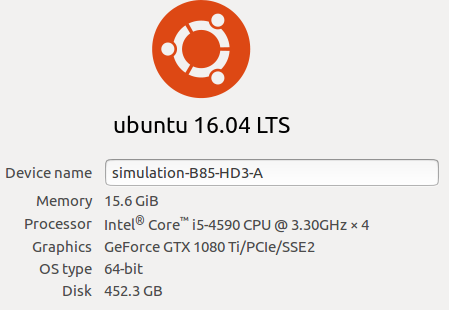 ubuntu 16.04 LTS
Device name simulation-B85-HD3-A
Memory 15.6 GiB
Processor Intel® Core™ i5-4590 CPU @ 3.30GHz × 4
Graphics GeForce GTX 1080 Ti/PCIe/SSE2
OS type 64-bit
Disk 452.3 GB